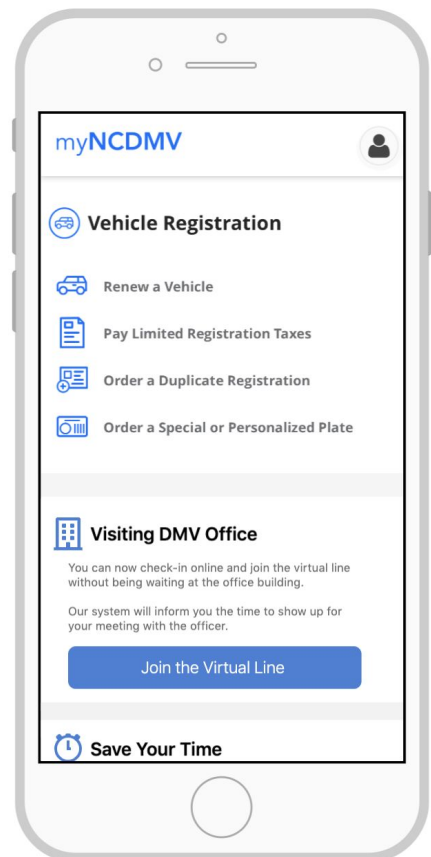 myNCDMV
Vehicle Registration
Renew a Vehicle
Pay Limited Registration Taxes
Order a Duplicate Registration
Order a Special or Personalized Plate
Visiting DMV Office
You can now check-in online and join the virtual line
without being waiting at the office building.
Our system will inform you the time to show up for
your meeting with the officer.
Join the Virtual Line
Save Your Time